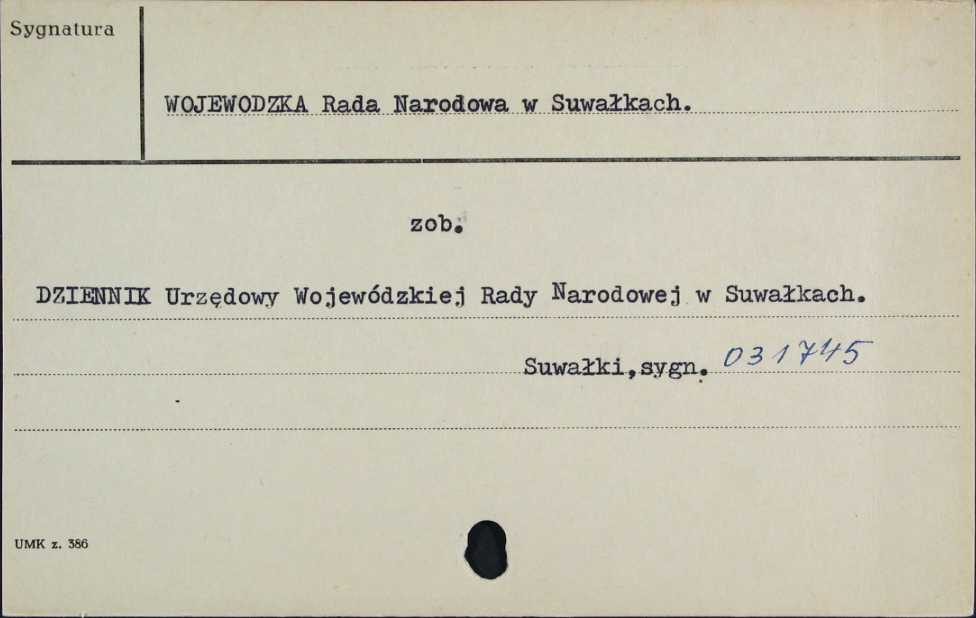 Sygnatura
WOJEWODZKA Rada Narodowa w Suwałkach.
zob.
DZIENNIK Urzędowy Wojewódzkiej Rady Narodowej w Suwałkach.
Suwałki,sygn. 031745
UMK z. 386